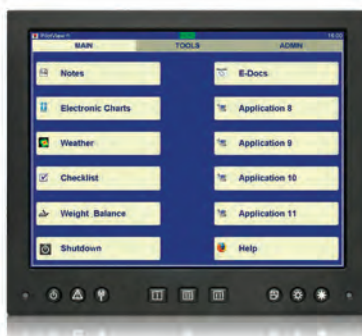 PilotView
MAIN TOOLS ADMIN
Notes
Electronic Charts
Weather
Checklist
Weight Balance
Shutdown
E-Docs
Application 8
Application 9
Application 10
Application 11
Help